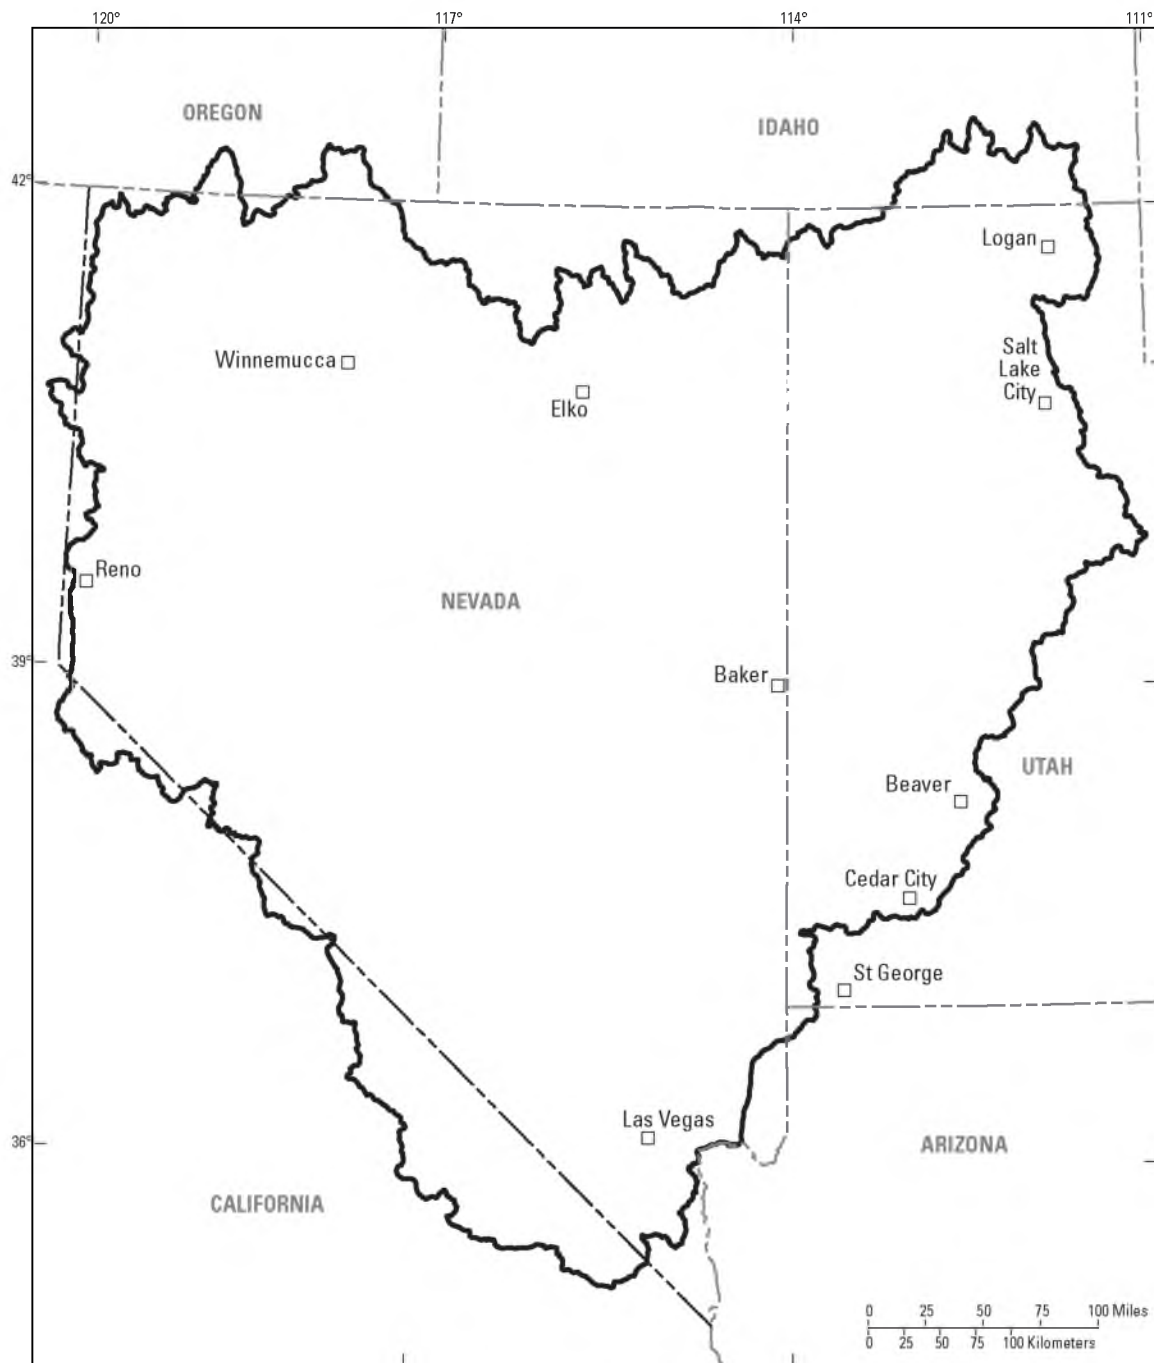 120°
117°
114°
111°
OREGON
IDAHO
42°
Logan
Winnemucca
Salt
Lake
City
Elko
Reno
NEVADA
39°
Baker
UTAH
Beaver
Cedar City
St George
Las Vegas
36°
ARIZONA
CALIFORNIA
0 25 50 75 100 Miles
0 25 50 75 100 Kilometers